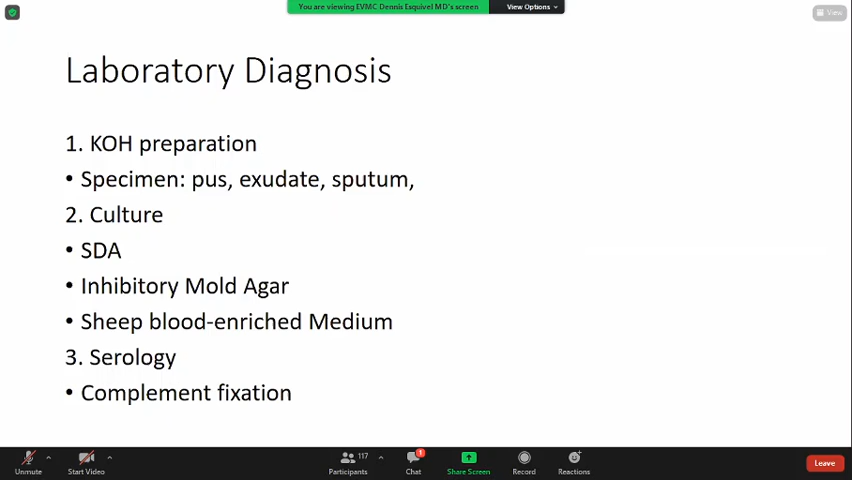 You are viewing EVMC Dennis Esquivel MD's screen
View Options
View
Laboratory Diagnosis
1. KOH preparation
• Specimen: pus, exudate, sputum,
2. Culture
• SDA
• Inhibitory Mold Agar
• Sheep blood-enriched Medium
3. Serology
• Complement fixation
Unmute
Start Video
117
Participants
1
Chat
Share Screen
Record
Reactions
Leave